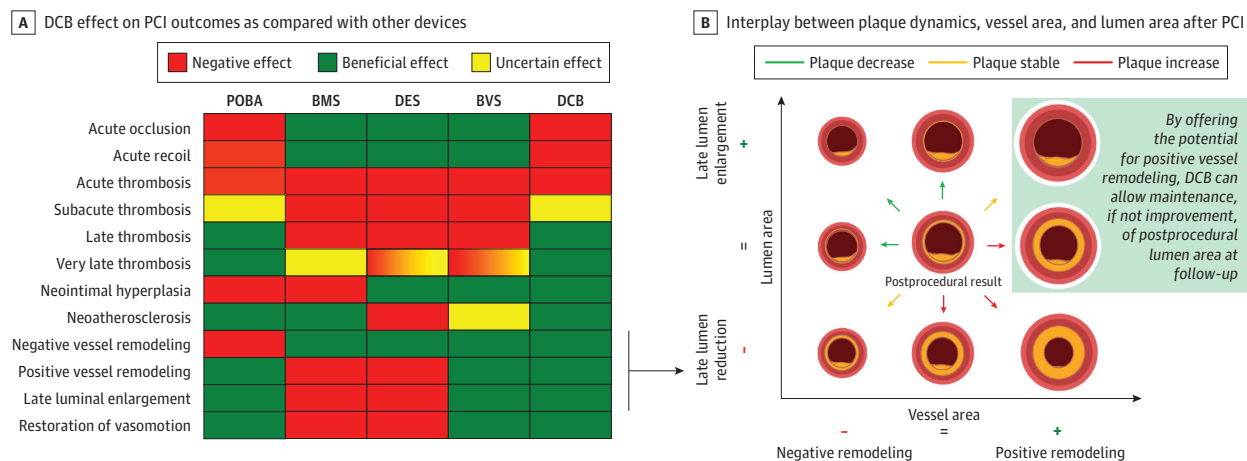 A DCB effect on PCI outcomes as compared with other devices
Negative effect Beneficial effect Uncertain effect
POBA BMS DES BVS DCB
Acute occlusion
Acute recoil
Acute thrombosis
Subacute thrombosis
Late thrombosis
Very late thrombosis
Neointimal hyperplasia
Neoatherosclerosis
Negative vessel remodeling
Positive vessel remodeling
Late luminal enlargement
Restoration of vasomotion
B Interplay between plaque dynamics, vessel area, and lumen area after PCI
Plaque decrease Plaque stable Plaque increase
Late lumen
enlargement
+
=
Late lumen
reduction
-
Lumen area
Postprocedural result
By offering
the potential
for positive vessel
remodeling, DCB can
allow maintenance,
if not improvement,
of postprocedural
lumen area at
follow-up
Vessel area
- = +
Negative remodeling Positive remodeling